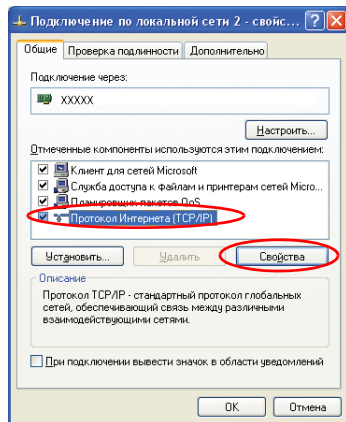 Подключение по локальной сети 2 - свойс...
Общие Проверка подлинности Дополнительно
Подключение через:
XXXXX
Настроить...
Отмеченные компоненты используются этим подключением:
Клиент для сетей Microsoft
Служба доступа к файлам и принтерам сетей Micro...
Планировщик пакетов QoS
Протокол Интернета (TCP/IP)
Установить... Удалить Свойства
Описание
Протокол TCP/IP - стандартный протокол глобальных
сетей, обеспечивающий связь между различными
взаимодействующими сетями.
При подключении вывести значок в области уведомлений
OK Отмена